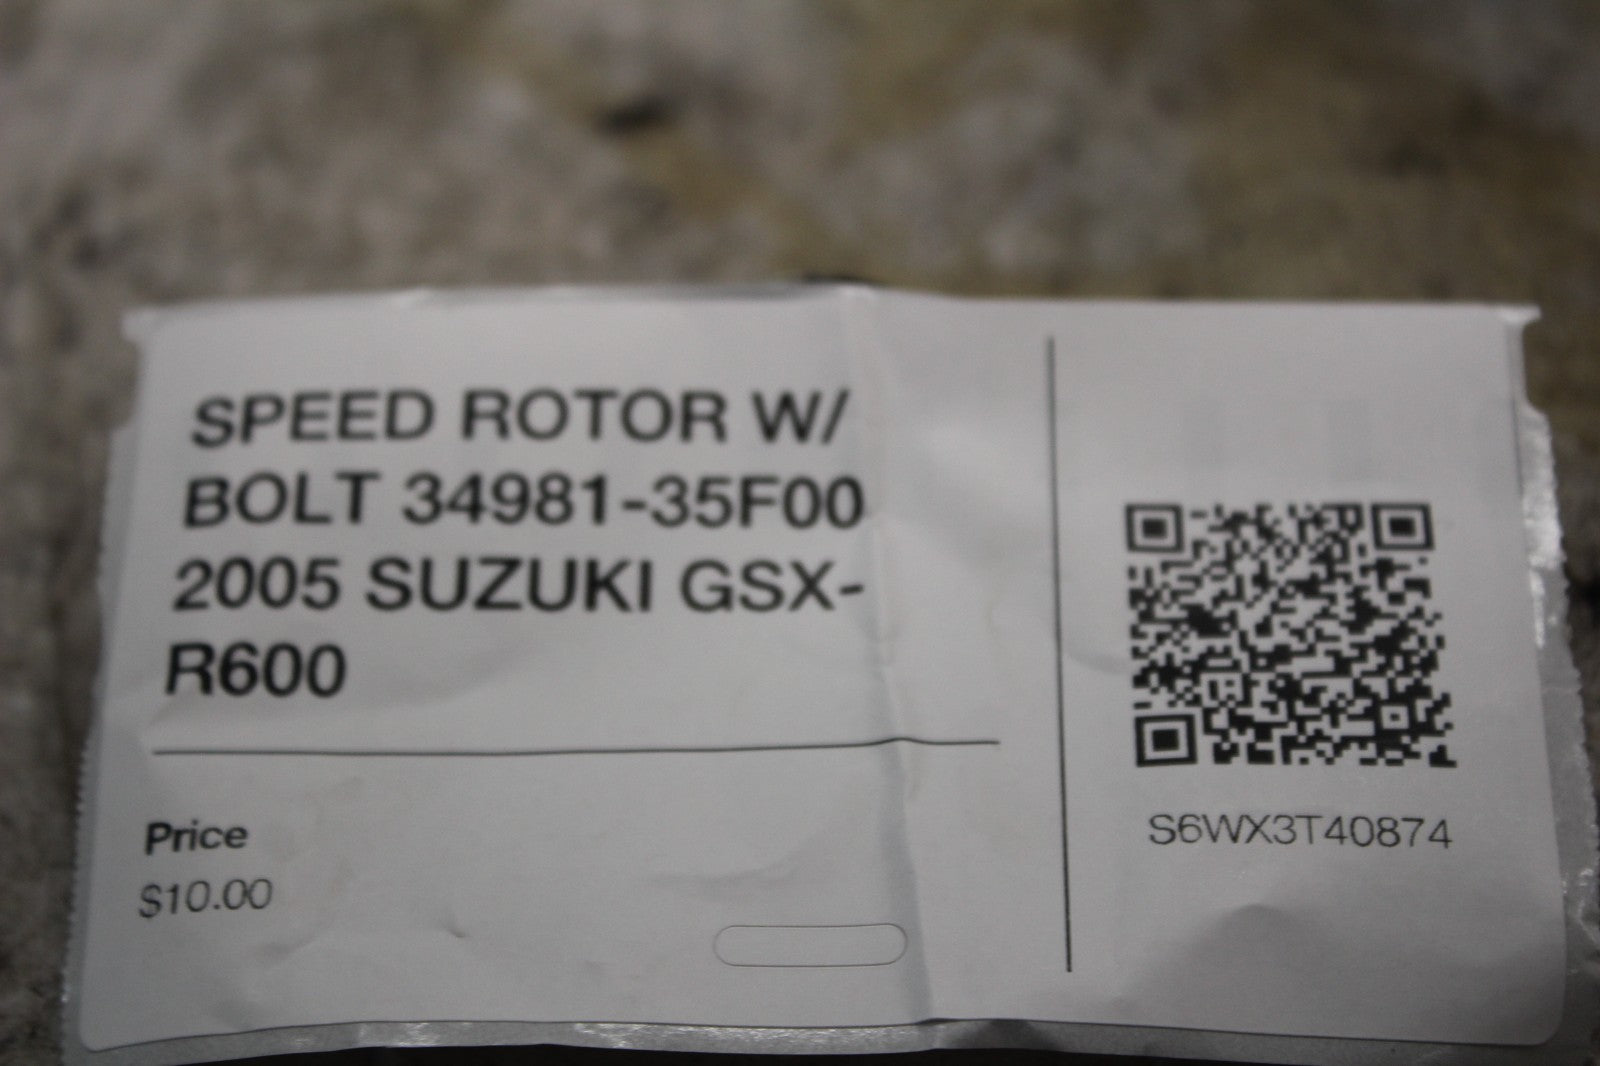 SPEED ROTOR W/
BOLT 34981-35F00
2005 SUZUKI GSX-
R600
Price
$10.00
S6WX3T40874